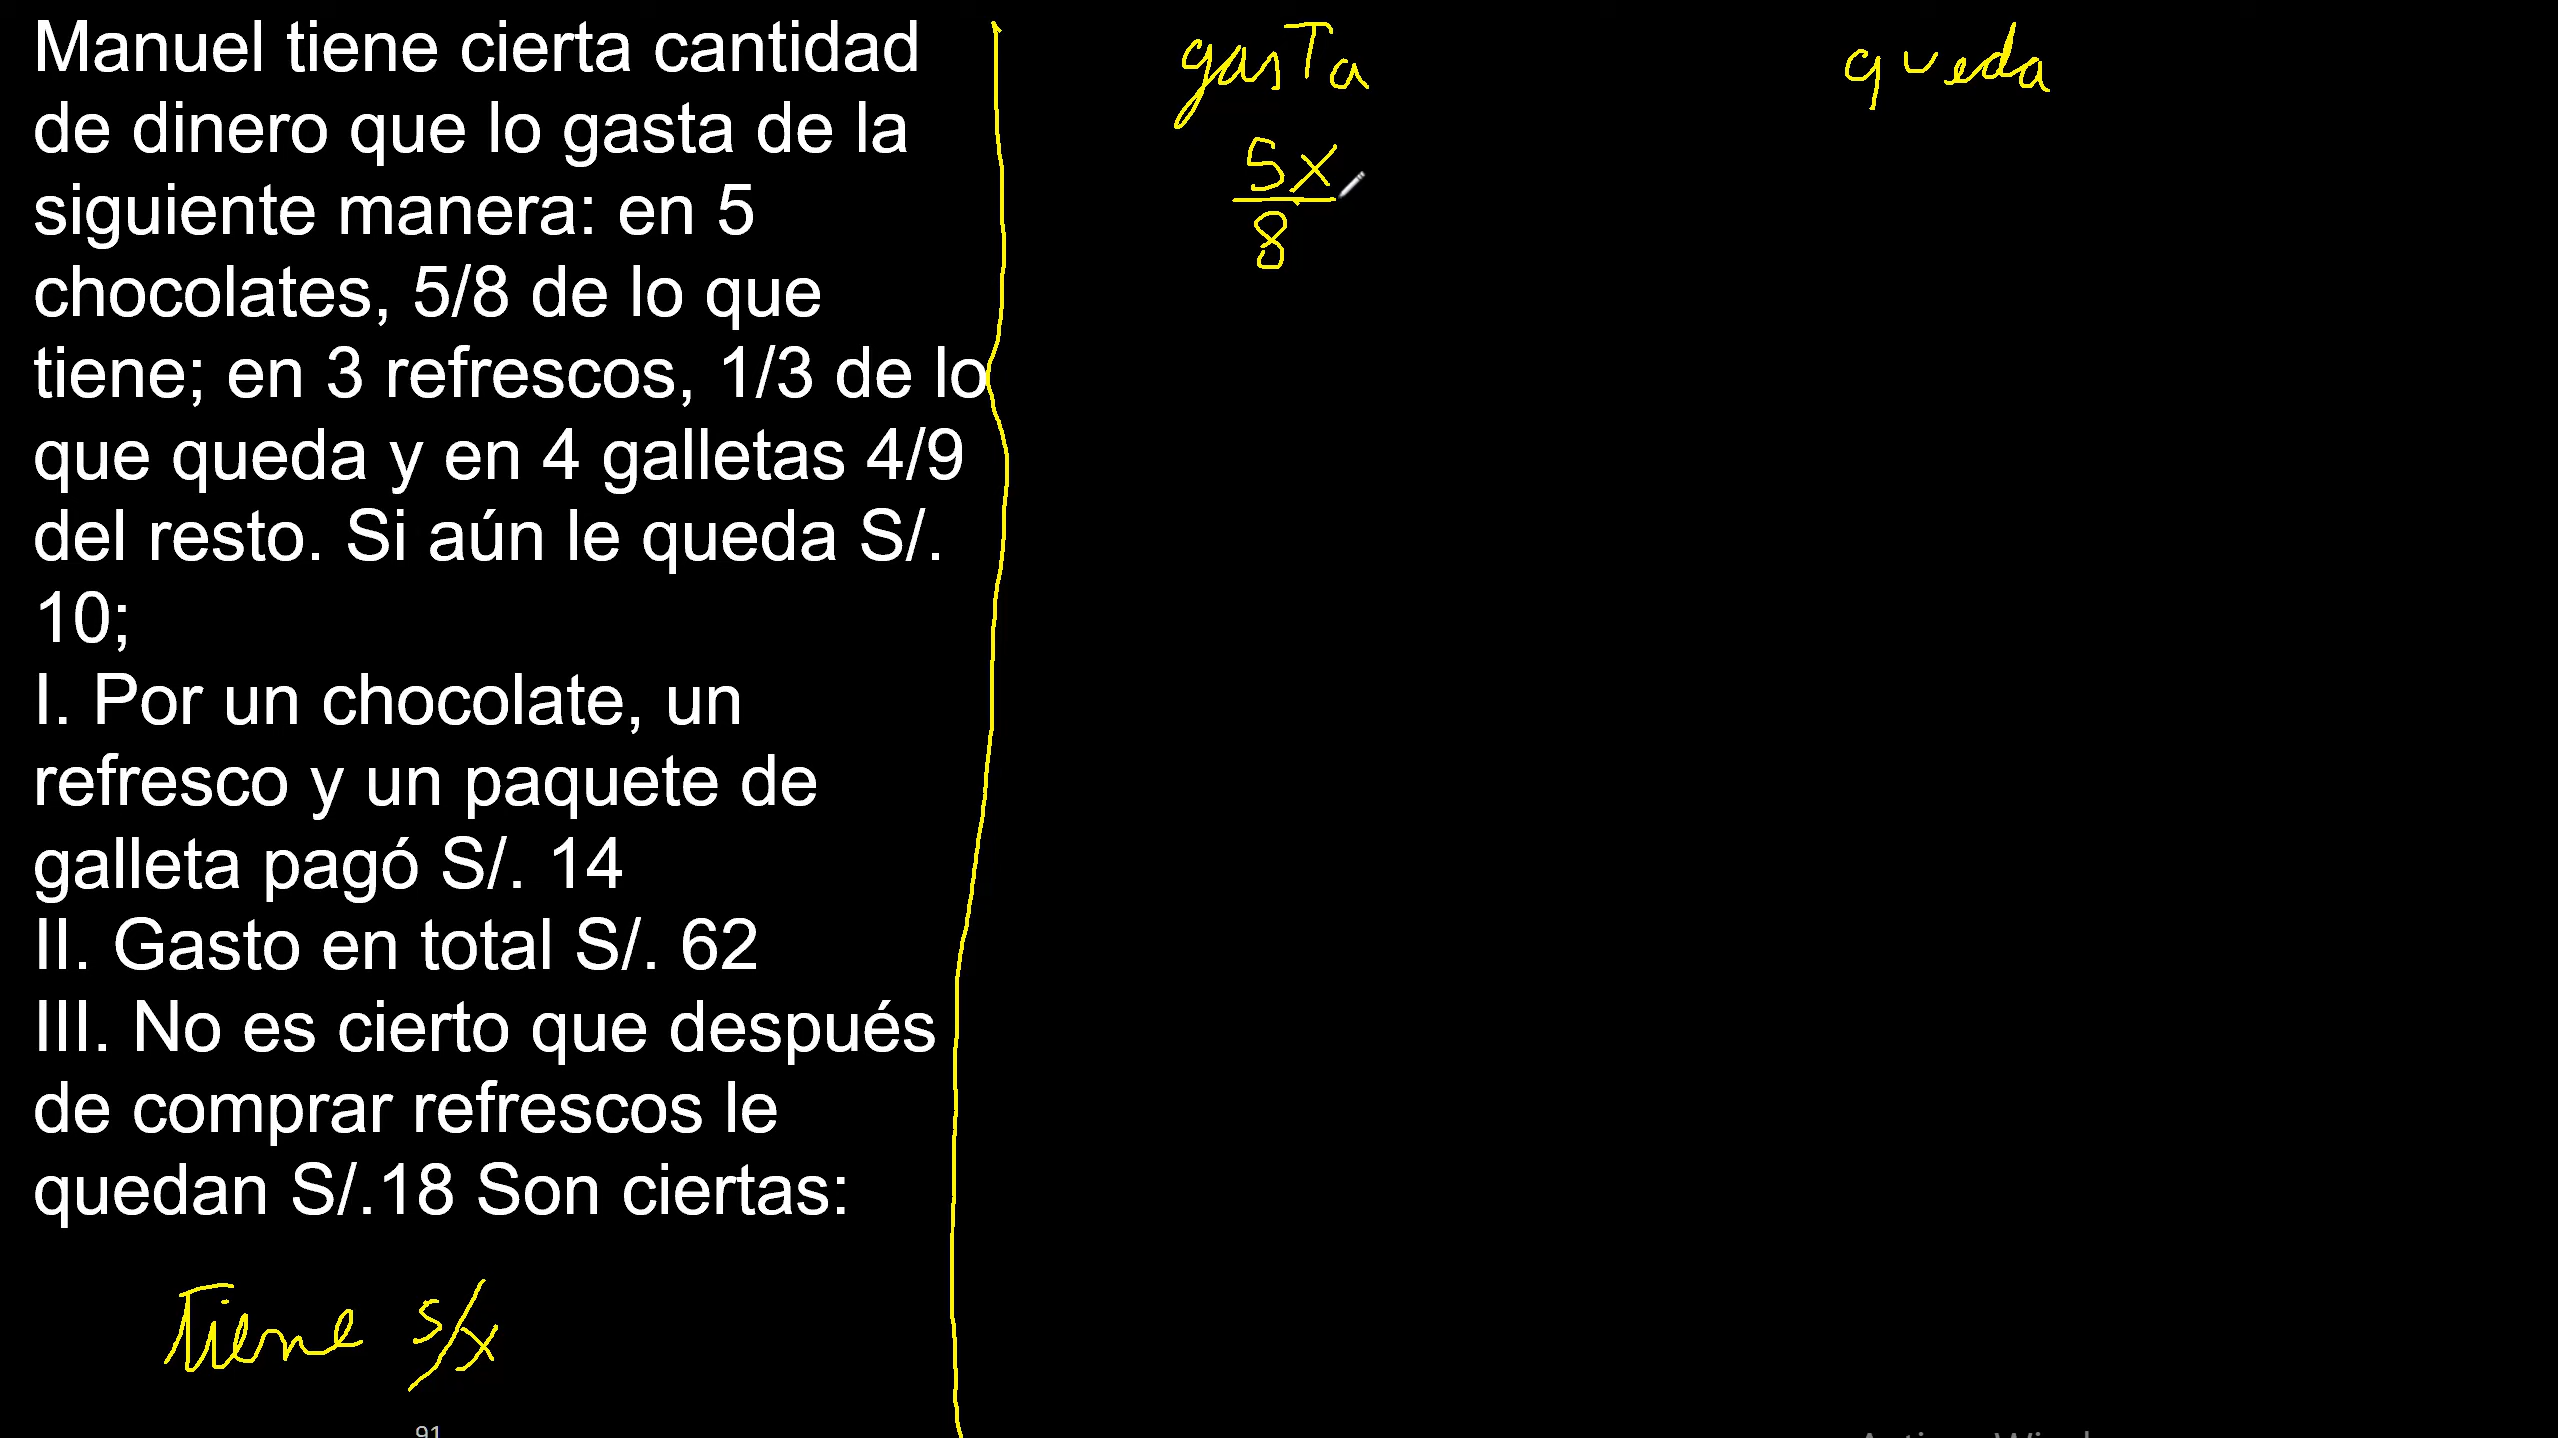 Manuel tiene cierta cantidad
de dinero que lo gasta de la
siguiente manera: en 5
chocolates, 5/8 de lo que
tiene; en 3 refrescos, 1/3 de lo
que queda y en 4 galletas 4/9
del resto. Si aún le queda S/.
10;
I. Por un chocolate, un
refresco y un paquete de
galleta pagó S/. 14
II. Gasto en total S/. 62
III. No es cierto que después
de comprar refrescos le
quedan S/.18 Son ciertas:
Tiene s/x
91
gasta
5x
8
queda